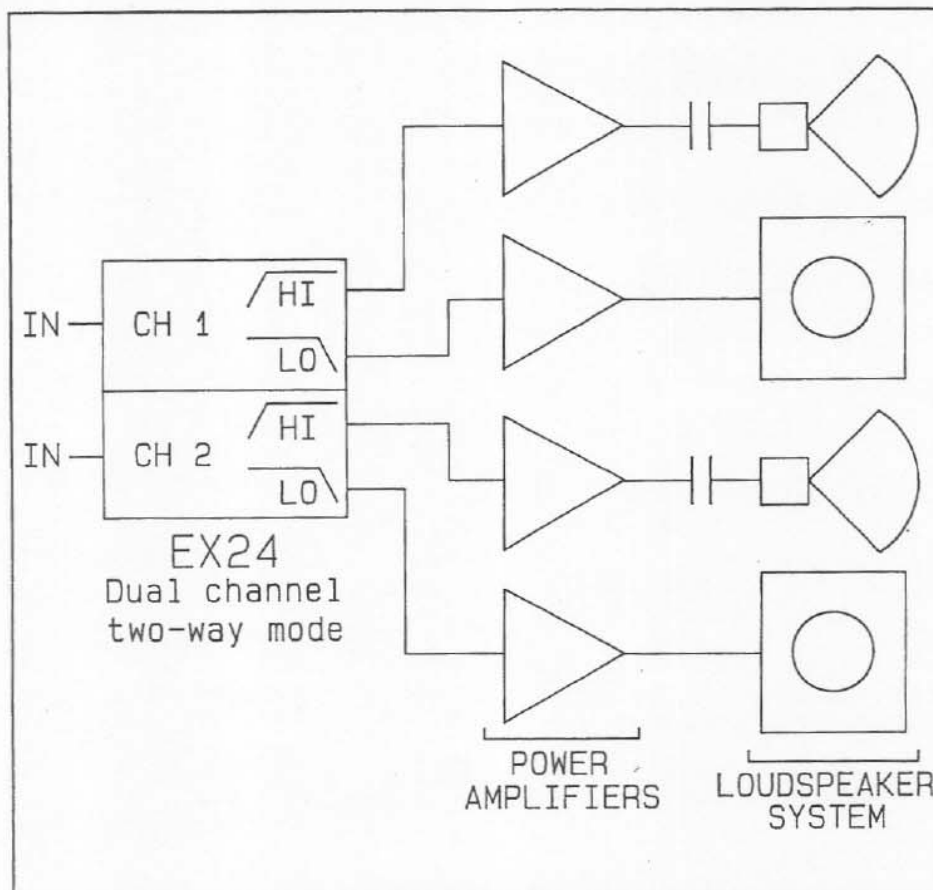 IN
CH 1
HI
LO
IN
CH 2
HI
LO
EX24
Dual channel
two-way mode
POWER
AMPLIFIERS
LOUDSPEAKER
SYSTEM